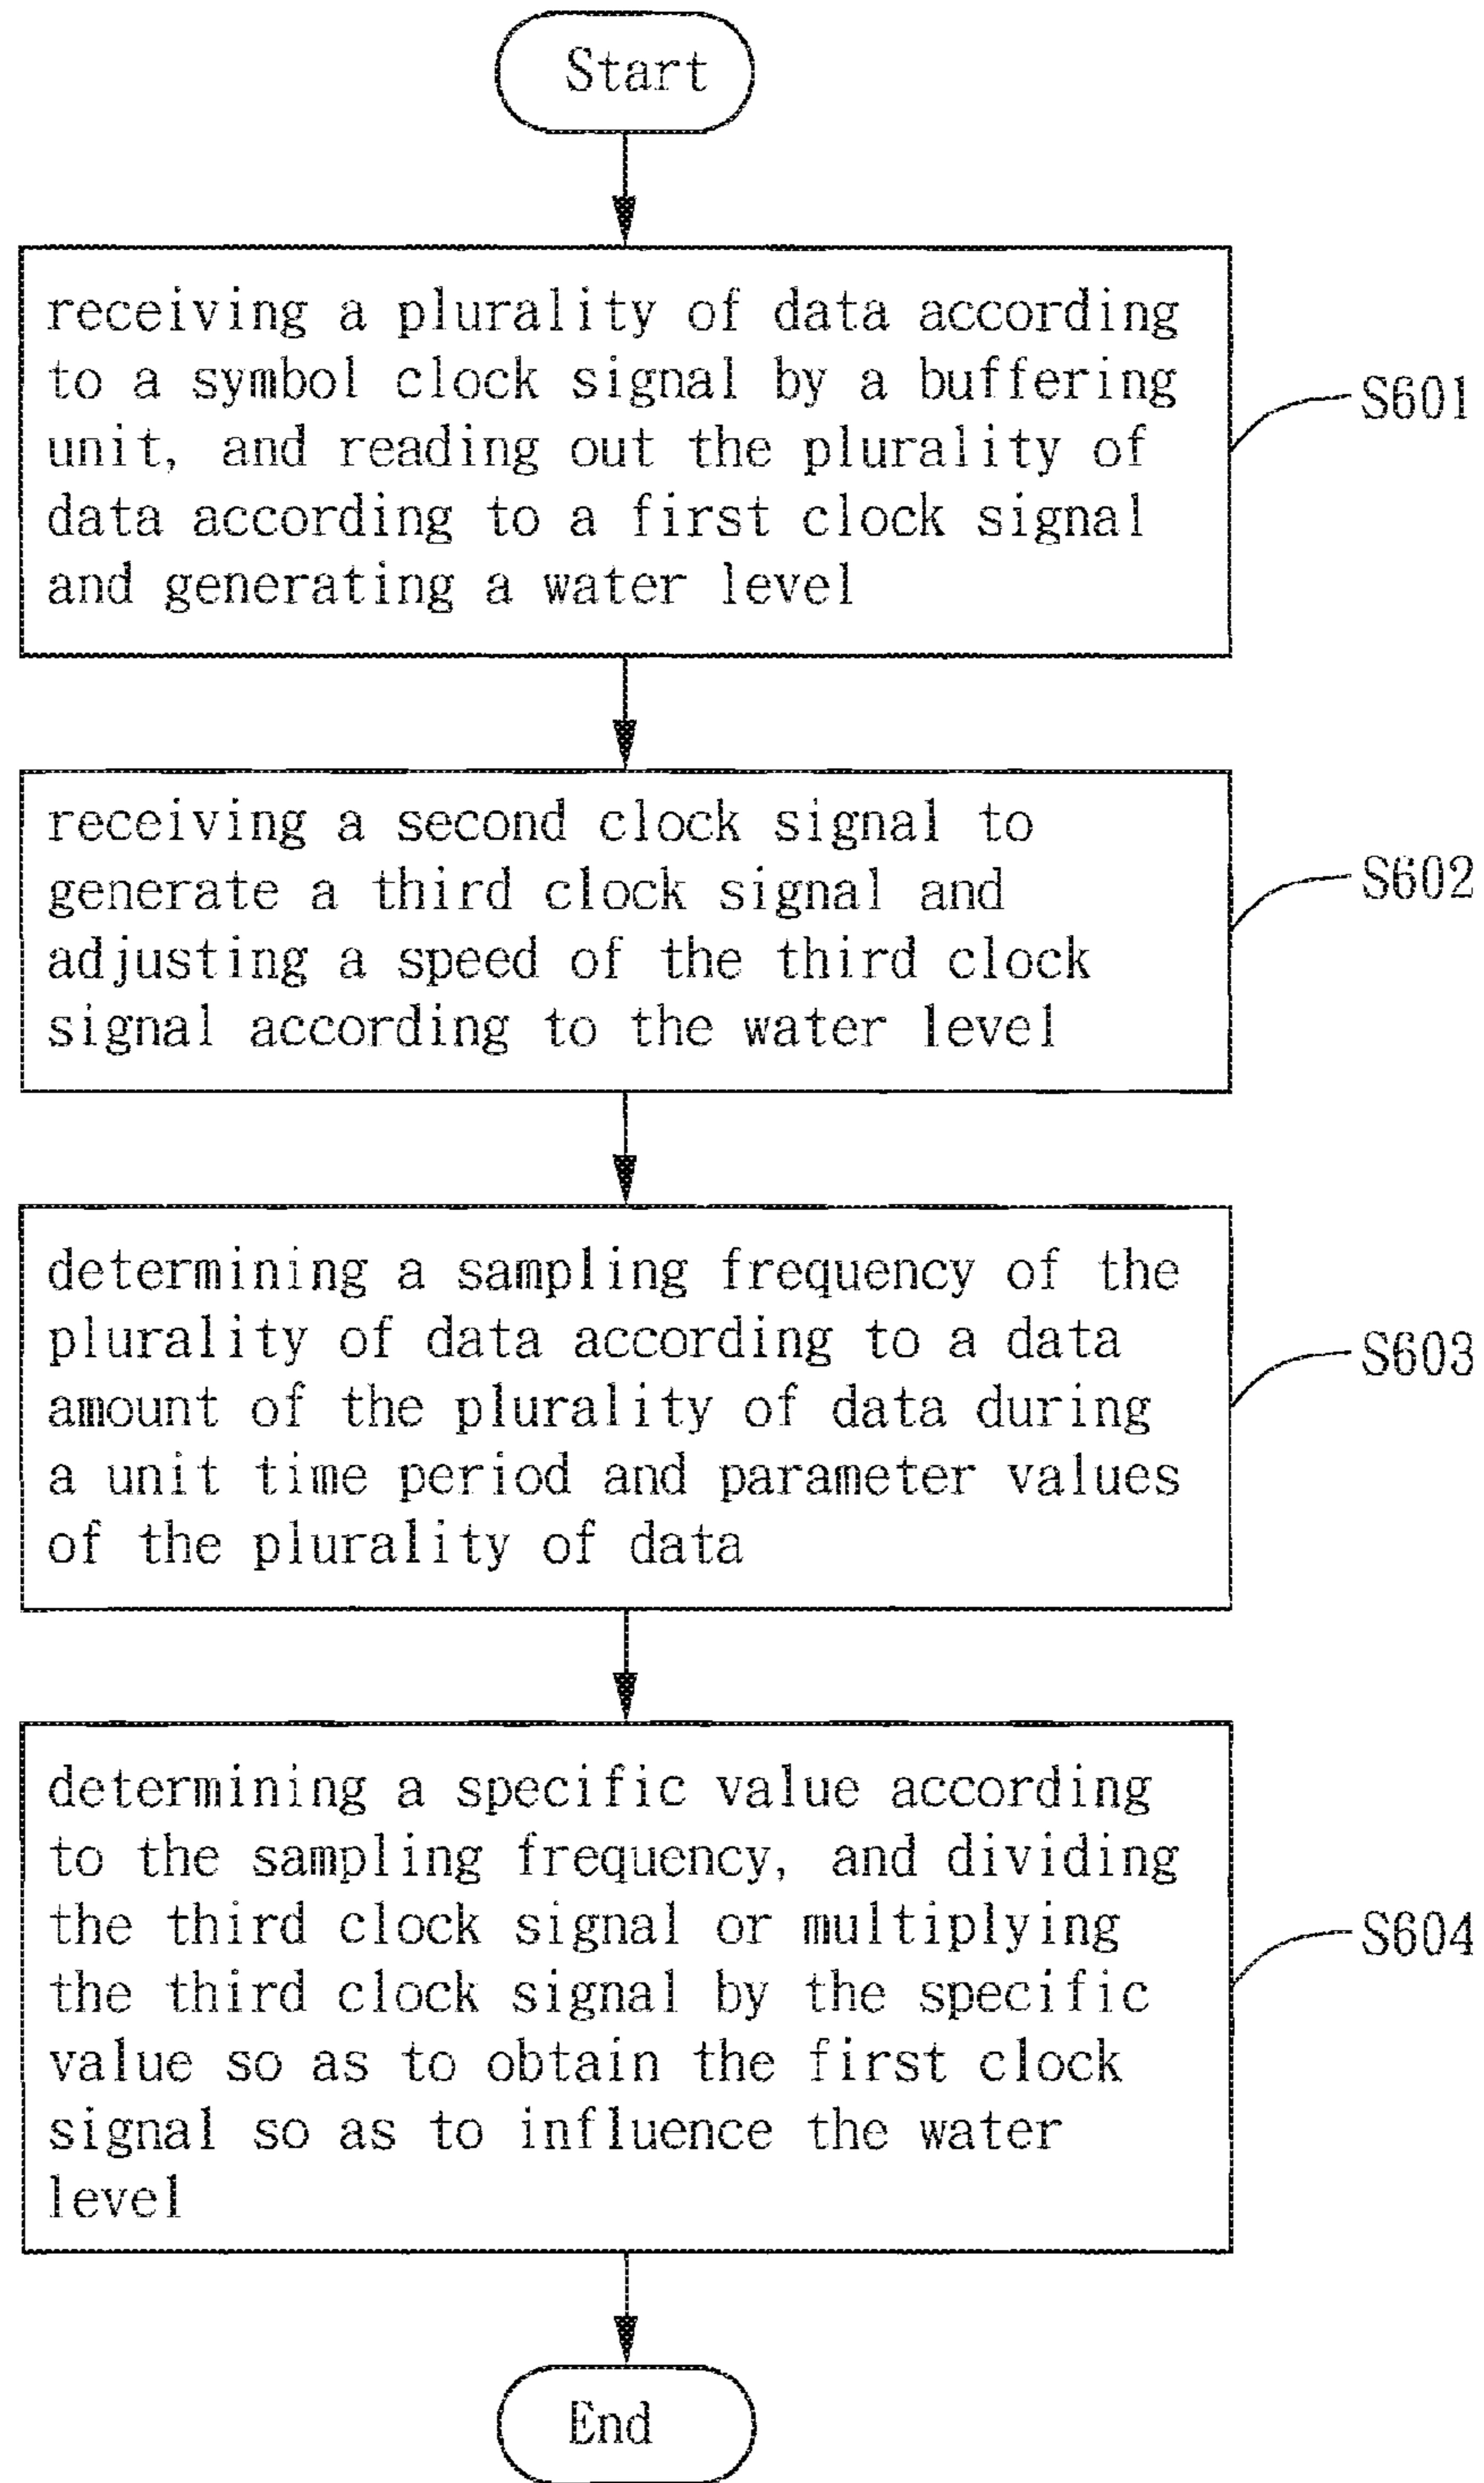 Start
receiving a plurality of data according
to a symbol clock signal by a buffering
unit, and reading out the plurality of
data according to a first clock signal
and generating a water level
S601
receiving a second clock signal to
generate a third clock signal and
adjusting a speed of the third clock
signal according to the water level
S602
determining a sampling frequency of the
plurality of data according to a data
amount of the plurality of data during
a unit time period and parameter values
of the plurality of data
S603
determining a specific value according
to the sampling frequency, and dividing
the third clock signal or multiplying
the third clock signal by the specific
value so as to obtain the first clock
signal so as to influence the water
level
S604
End